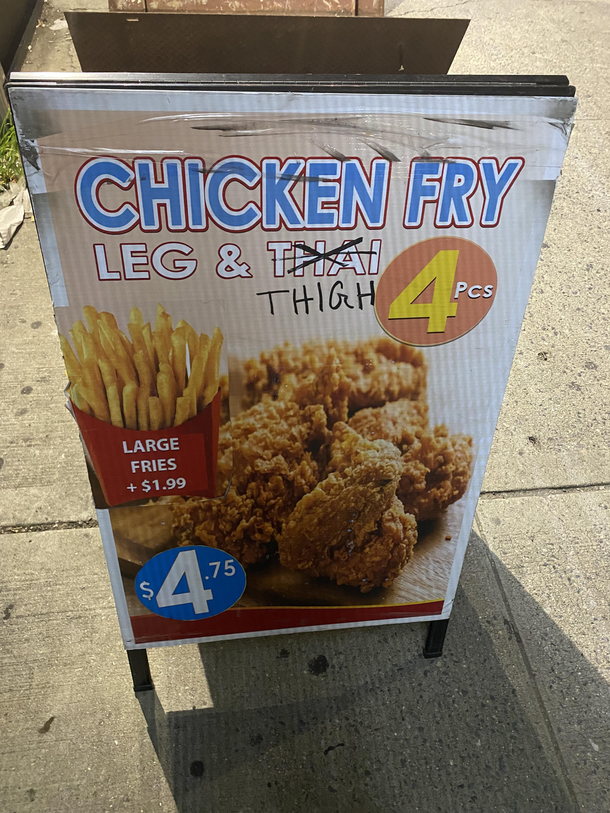 CHICKEN FRY
LEG & THAI
THIGH
4 Pcs
LARGE
FRIES
+ $1.99
$4.75